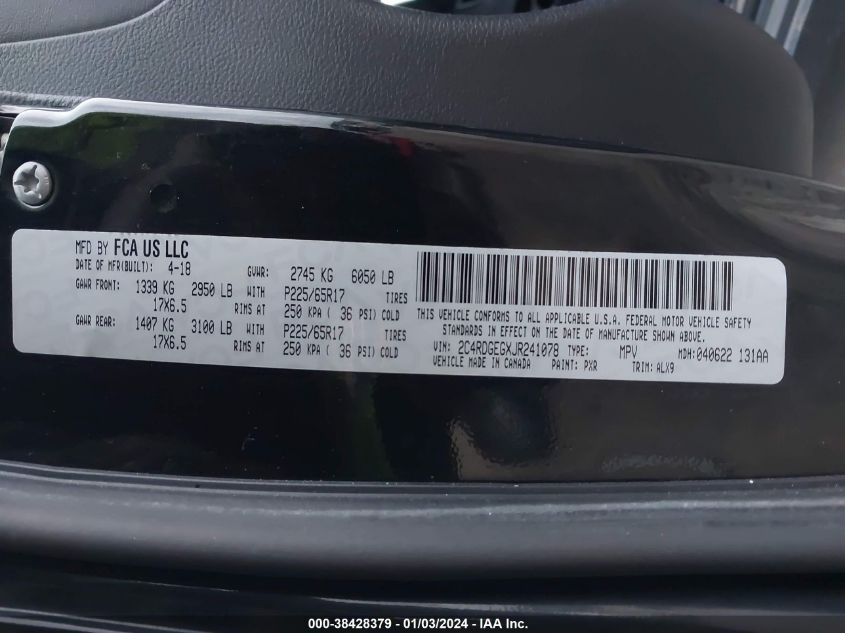 MFD BY FCA US LLC
DATE OF MFR(BUILT): 4-18 GVWR: 2745 KG 6050 LB
GAWR FRONT: 1339 KG 2950 LB WITH P225/65R17 TIRES
17X6.5 RIMS AT 250 KPA ( 36 PSI) COLD
GAWR REAR: 1407 KG 3100 LB WITH P225/65R17 TIRES
17X6.5 RIMS AT 250 KPA ( 36 PSI) COLD
THIS VEHICLE CONFORMS TO ALL APPLICABLE U.S.A. FEDERAL MOTOR VEHICLE SAFETY
STANDARDS IN EFFECT ON THE DATE OF MANUFACTURE SHOWN ABOVE.
VIN: 2C4RDGEGXJR241078 TYPE: MPV MDH:040622 131AA
VEHICLE MADE IN CANADA PAINT: PXR TRIM: ALX9
000-38428379 - 01/03/2024 - IAAI.COM